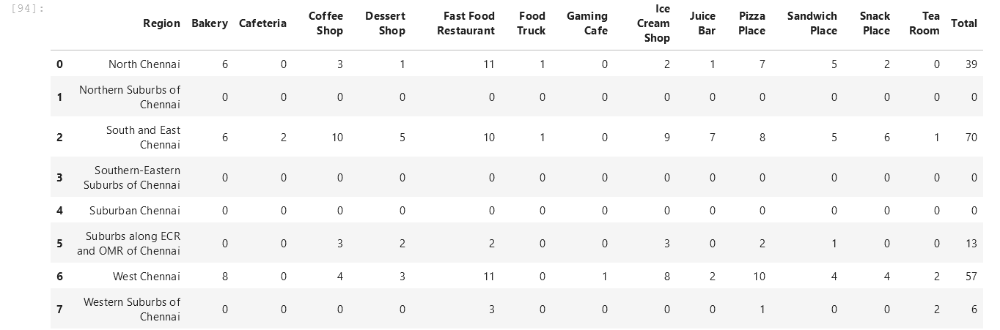 [94]:
Region Bakery Cafeteria Coffee Shop Dessert Shop Fast Food Restaurant Food Truck Gaming Cafe Ice Cream Shop Juice Bar Pizza Place Sandwich Place Snack Place Tea Room Total
0 North Chennai 6 0 3 1 11 1 0 2 1 7 5 2 0 39
1 Northern Suburbs of Chennai 0 0 0 0 0 0 0 0 0 0 0 0 0 0
2 South and East Chennai 6 2 10 5 10 1 0 9 7 8 5 6 1 70
3 Southern-Eastern Suburbs of Chennai 0 0 0 0 0 0 0 0 0 0 0 0 0 0
4 Suburban Chennai 0 0 0 0 0 0 0 0 0 0 0 0 0 0
5 Suburbs along ECR and OMR of Chennai 0 0 3 2 2 0 0 3 0 2 1 0 0 13
6 West Chennai 8 0 4 3 11 0 1 8 2 10 4 4 2 57
7 Western Suburbs of Chennai 0 0 0 0 3 0 0 0 0 1 0 0 2 6